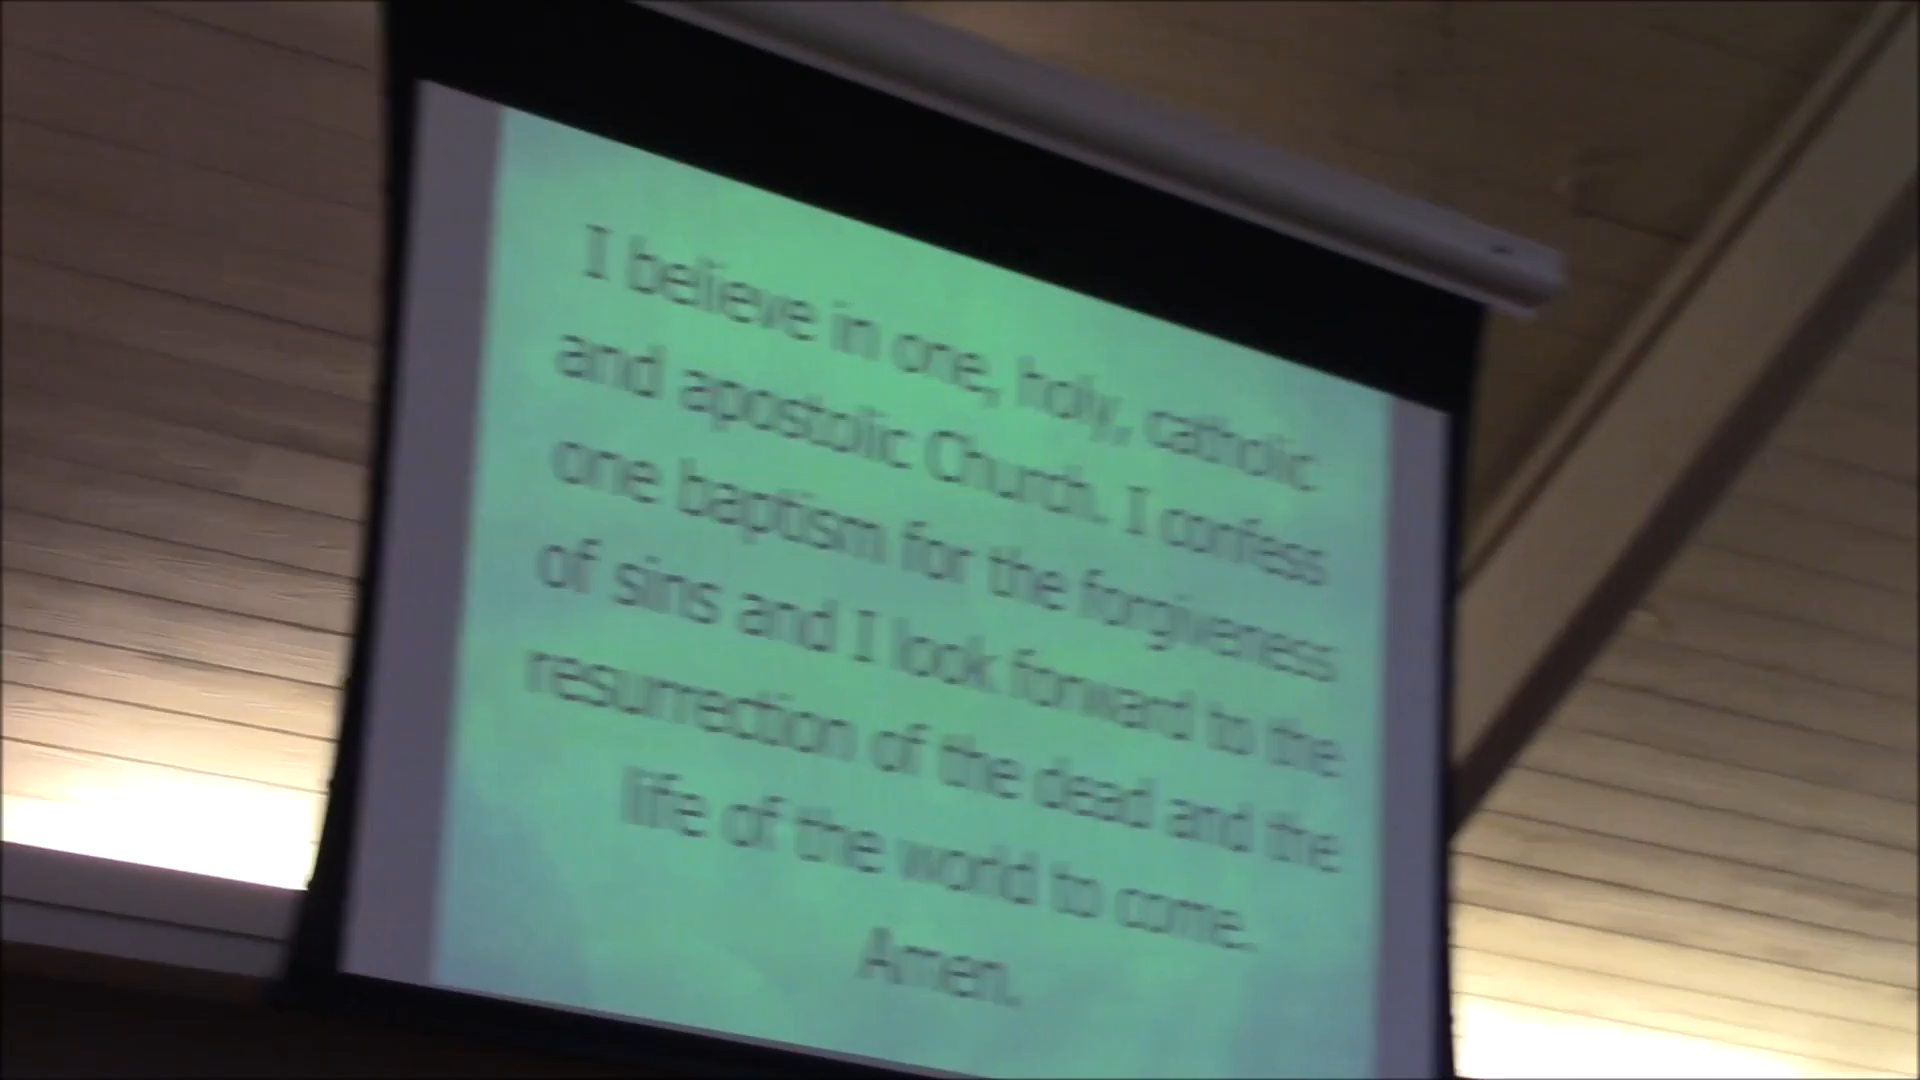 I believe in one, holy, catholic
and apostolic Church. I confess
one baptism for the forgiveness
of sins and I look forward to the
resurrection of the dead and the
life of the world to come.
Amen.